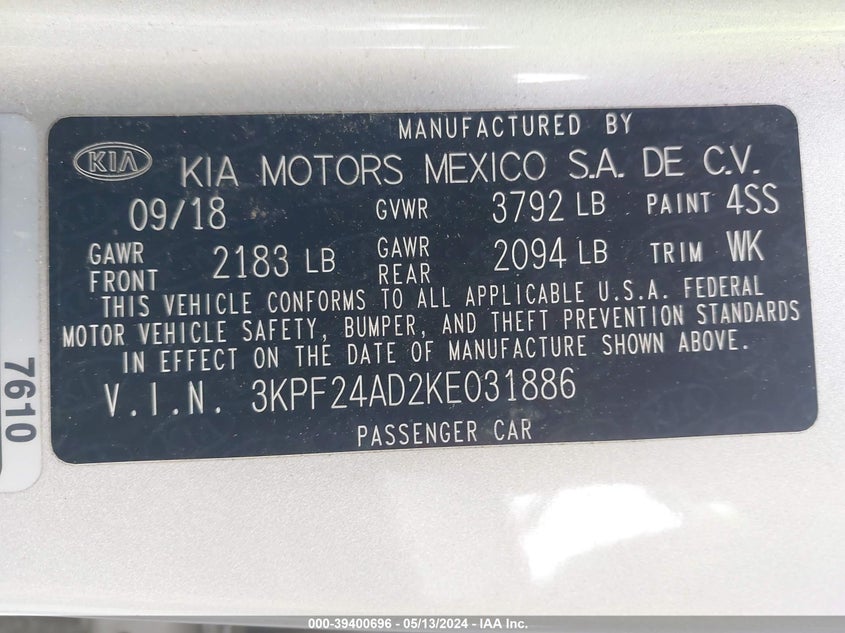 MANUFACTURED BY
KIA KIA MOTORS MEXICO S.A. DE C.V.
09/18 GVWR 3792 LB PAINT 4SS
GAWR FRONT 2183 LB GAWR REAR 2094 LB TRIM WK
THIS VEHICLE CONFORMS TO ALL APPLICABLE U.S.A. FEDERAL
MOTOR VEHICLE SAFETY, BUMPER, AND THEFT PREVENTION STANDARDS
IN EFFECT ON THE DATE OF MANUFACTURE SHOWN ABOVE.
V.I.N. 3KPF24AD2KE031886
PASSENGER CAR
7610
000-39400696 - 05/13/2024 - IAA Inc.